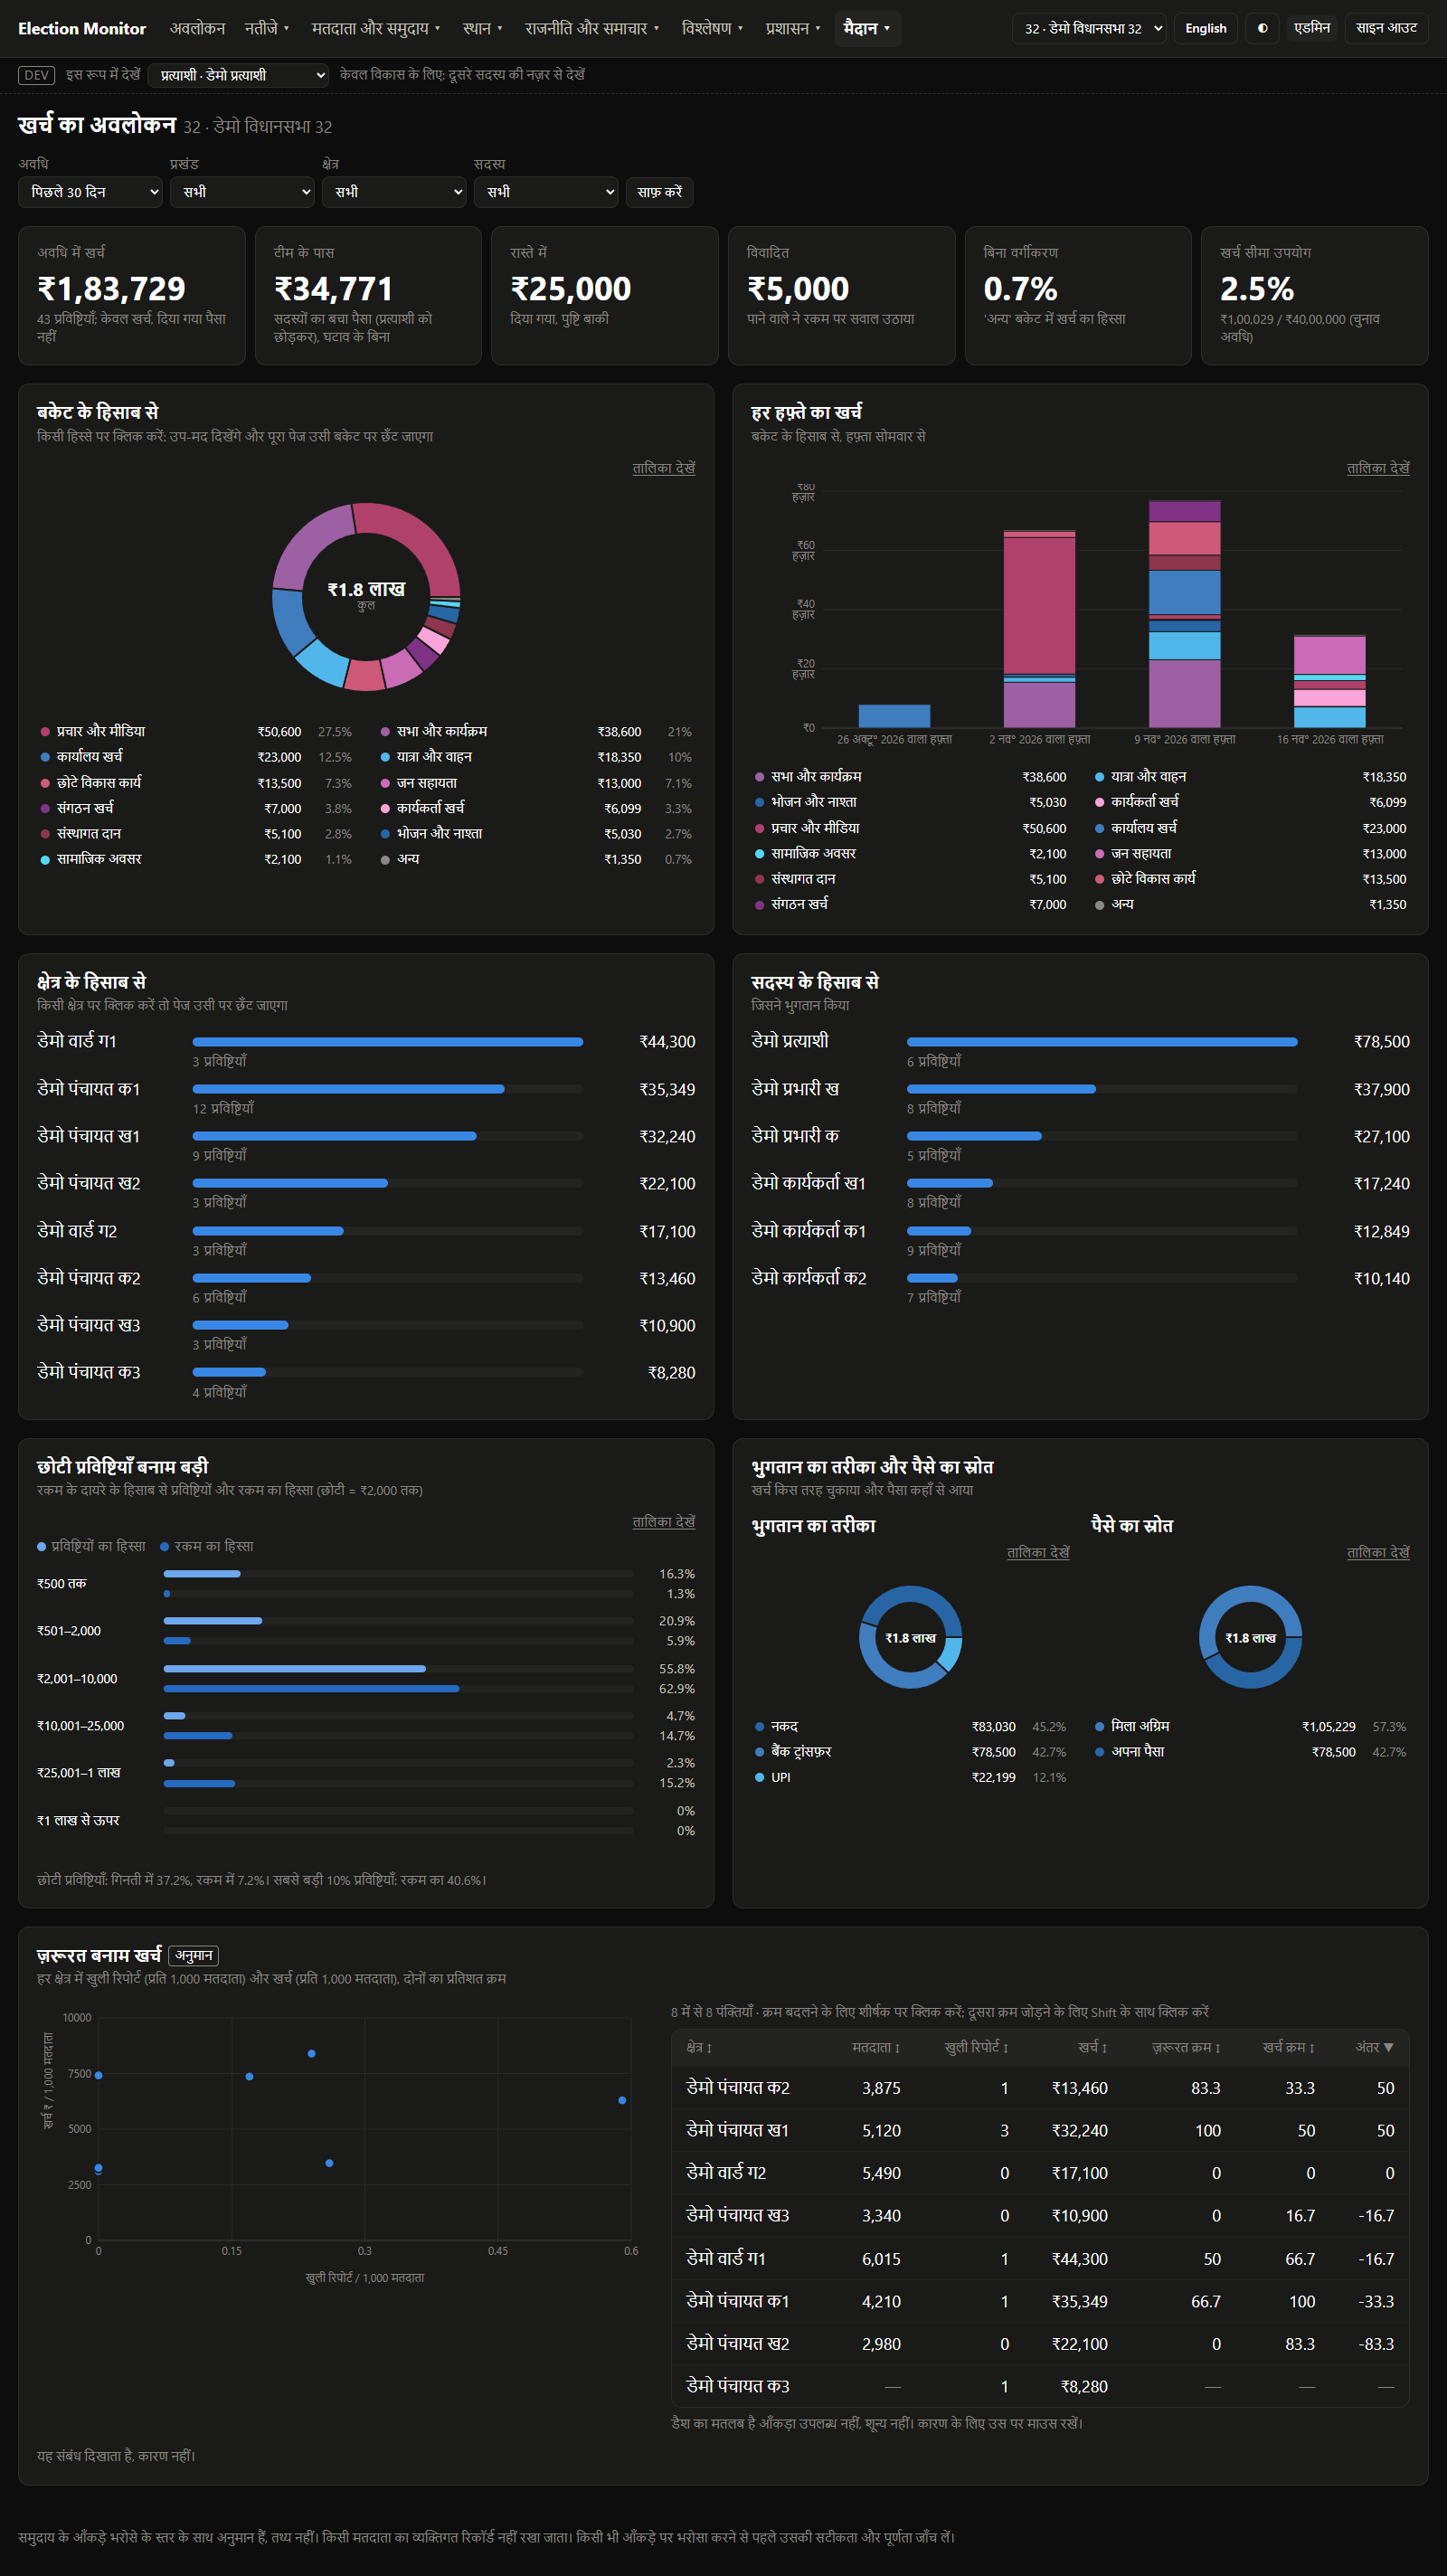 Election Monitor अवलोकन नतीजे ▾ मतदाता और समुदाय ▾ स्थान ▾ राजनीति और समाचार ▾ विश्लेषण ▾ प्रशासन ▾ मैदान ▾ 32 · डेमो विधानसभा 32 English एडमिन साइन आउट
DEV इस रूप में देखें प्रत्याशी · डेमो प्रत्याशी केवल विकास के लिए: दूसरे सदस्य की नज़र से देखें
खर्च का अवलोकन 32 · डेमो विधानसभा 32
अवधि प्रखंड क्षेत्र सदस्य
पिछले 30 दिन सभी सभी सभी साफ़ करें
अवधि में खर्च
₹1,83,729
43 प्रविष्टियाँ; केवल खर्च, दिया गया पैसा
नहीं
टीम के पास
₹34,771
सदस्यों का बचा पैसा (प्रत्याशी को
छोड़कर), घटाव के बिना
रास्ते में
₹25,000
दिया गया, पुष्टि बाकी
विवादित
₹5,000
पाने वाले ने रकम पर सवाल उठाया
बिना वर्गीकरण
0.7%
'अन्य' बकेट में खर्च का हिस्सा
खर्च सीमा उपयोग
2.5%
₹1,00,029 / ₹40,00,000 (चुनाव
अवधि)
बकेट के हिसाब से
किसी हिस्से पर क्लिक करें: उप-मद दिखेंगे और पूरा पेज उसी बकेट पर छँट जाएगा
तालिका देखें
₹1.8 लाख
कुल
प्रचार और मीडिया ₹50,600 27.5% सभा और कार्यक्रम ₹38,600 21%
कार्यालय खर्च ₹23,000 12.5% यात्रा और वाहन ₹18,350 10%
छोटे विकास कार्य ₹13,500 7.3% जन सहायता ₹13,000 7.1%
संगठन खर्च ₹7,000 3.8% कार्यकर्ता खर्च ₹6,099 3.3%
संस्थागत दान ₹5,100 2.8% भोजन और नाश्ता ₹5,030 2.7%
सामाजिक अवसर ₹2,100 1.1% अन्य ₹1,350 0.7%
हर हफ़्ते का खर्च
बकेट के हिसाब से, हफ़्ता सोमवार से
तालिका देखें
₹80
हज़ार
₹60
हज़ार
₹40
हज़ार
₹20
हज़ार
₹0
26 अक्टू॰ 2026 वाला हफ़्ता 2 नव॰ 2026 वाला हफ़्ता 9 नव॰ 2026 वाला हफ़्ता 16 नव॰ 2026 वाला हफ़्ता
सभा और कार्यक्रम ₹38,600 यात्रा और वाहन ₹18,350
भोजन और नाश्ता ₹5,030 कार्यकर्ता खर्च ₹6,099
प्रचार और मीडिया ₹50,600 कार्यालय खर्च ₹23,000
सामाजिक अवसर ₹2,100 जन सहायता ₹13,000
संस्थागत दान ₹5,100 छोटे विकास कार्य ₹13,500
संगठन खर्च ₹7,000 अन्य ₹1,350
क्षेत्र के हिसाब से
किसी क्षेत्र पर क्लिक करें तो पेज उसी पर छँट जाएगा
डेमो वार्ड ग1 ₹44,300
3 प्रविष्टियाँ
डेमो पंचायत क1 ₹35,349
12 प्रविष्टियाँ
डेमो पंचायत ख1 ₹32,240
9 प्रविष्टियाँ
डेमो पंचायत ख2 ₹22,100
3 प्रविष्टियाँ
डेमो वार्ड ग2 ₹17,100
3 प्रविष्टियाँ
डेमो पंचायत क2 ₹13,460
6 प्रविष्टियाँ
डेमो पंचायत ख3 ₹10,900
3 प्रविष्टियाँ
डेमो पंचायत क3 ₹8,280
4 प्रविष्टियाँ
सदस्य के हिसाब से
जिसने भुगतान किया
डेमो प्रत्याशी ₹78,500
6 प्रविष्टियाँ
डेमो प्रभारी ख ₹37,900
8 प्रविष्टियाँ
डेमो प्रभारी क ₹27,100
5 प्रविष्टियाँ
डेमो कार्यकर्ता ख1 ₹17,240
8 प्रविष्टियाँ
डेमो कार्यकर्ता क1 ₹12,849
9 प्रविष्टियाँ
डेमो कार्यकर्ता क2 ₹10,140
7 प्रविष्टियाँ
छोटी प्रविष्टियाँ बनाम बड़ी
रकम के दायरे के हिसाब से प्रविष्टियों और रकम का हिस्सा (छोटी = ₹2,000 तक)
तालिका देखें
प्रविष्टियों का हिस्सा रकम का हिस्सा
₹500 तक 16.3%
1.3%
₹501–2,000 20.9%
5.9%
₹2,001–10,000 55.8%
62.9%
₹10,001–25,000 4.7%
14.7%
₹25,001–1 लाख 2.3%
15.2%
₹1 लाख से ऊपर 0%
0%
छोटी प्रविष्टियाँ: गिनती में 37.2%, रकम में 7.2%। सबसे बड़ी 10% प्रविष्टियाँ: रकम का 40.6%।
भुगतान का तरीका और पैसे का स्रोत
खर्च किस तरह चुकाया और पैसा कहाँ से आया
भुगतान का तरीका
तालिका देखें
₹1.8 लाख
नकद ₹83,030 45.2%
बैंक ट्रांसफ़र ₹78,500 42.7%
UPI ₹22,199 12.1%
पैसे का स्रोत
तालिका देखें
₹1.8 लाख
मिला अग्रिम ₹1,05,229 57.3%
अपना पैसा ₹78,500 42.7%
ज़रूरत बनाम खर्च अनुमान
हर क्षेत्र में खुली रिपोर्ट (प्रति 1,000 मतदाता) और खर्च (प्रति 1,000 मतदाता), दोनों का प्रतिशत क्रम
खर्च ₹ / 1,000 मतदाता
10000
7500
5000
2500
0
0 0.15 0.3 0.45 0.6
खुली रिपोर्ट / 1,000 मतदाता
8 में से 8 पंक्तियाँ · क्रम बदलने के लिए शीर्षक पर क्लिक करें; दूसरा क्रम जोड़ने के लिए Shift के साथ क्लिक करें
क्षेत्र ↕ मतदाता ↕ खुली रिपोर्ट ↕ खर्च ↕ ज़रूरत क्रम ↕ खर्च क्रम ↕ अंतर ▼
डेमो पंचायत क2 3,875 1 ₹13,460 83.3 33.3 50
डेमो पंचायत ख1 5,120 3 ₹32,240 100 50 50
डेमो वार्ड ग2 5,490 0 ₹17,100 0 0 0
डेमो पंचायत ख3 3,340 0 ₹10,900 0 16.7 -16.7
डेमो वार्ड ग1 6,015 1 ₹44,300 50 66.7 -16.7
डेमो पंचायत क1 4,210 1 ₹35,349 66.7 100 -33.3
डेमो पंचायत ख2 2,980 0 ₹22,100 0 83.3 -83.3
डेमो पंचायत क3 — 1 ₹8,280 — — —
डैश का मतलब है आँकड़ा उपलब्ध नहीं, शून्य नहीं। कारण के लिए उस पर माउस रखें।
यह संबंध दिखाता है, कारण नहीं।
समुदाय के आँकड़े भरोसे के स्तर के साथ अनुमान हैं, तथ्य नहीं। किसी मतदाता का व्यक्तिगत रिकॉर्ड नहीं रखा जाता। किसी भी आँकड़े पर भरोसा करने से पहले उसकी सटीकता और पूर्णता जाँच लें।